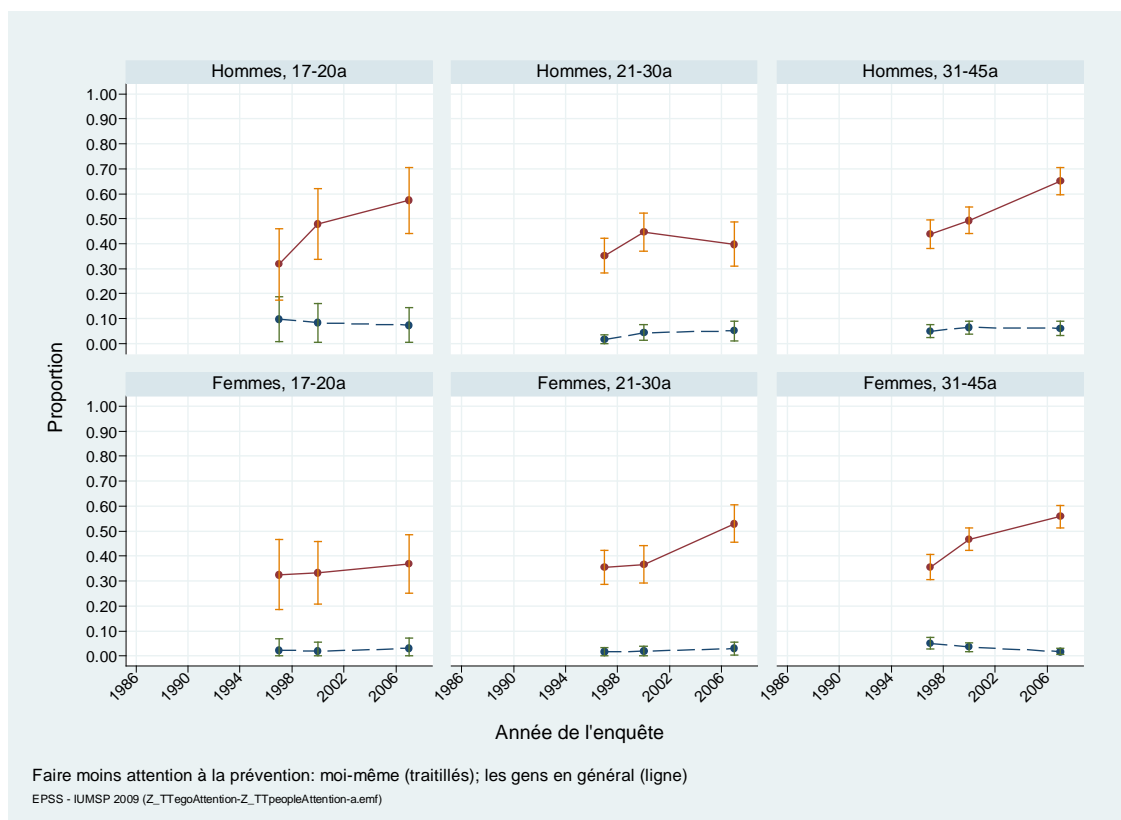 Hommes, 17-20a
Hommes, 21-30a
Hommes, 31-45a
1.00
0.90
0.80
0.70
0.60
0.50
0.40
0.30
0.20
0.10
0.00
Proportion
Femmes, 17-20a
Femmes, 21-30a
Femmes, 31-45a
1.00
0.90
0.80
0.70
0.60
0.50
0.40
0.30
0.20
0.10
0.00
1986 1990 1994 1998 2002 2006
1986 1990 1994 1998 2002 2006
1986 1990 1994 1998 2002 2006
Année de l'enquête
Faire moins attention à la prévention: moi-même (traitillés); les gens en général (ligne)
EPSS - IUMSP 2009 (Z_TTegoAttention-Z_TTpeopleAttention-a.emf)